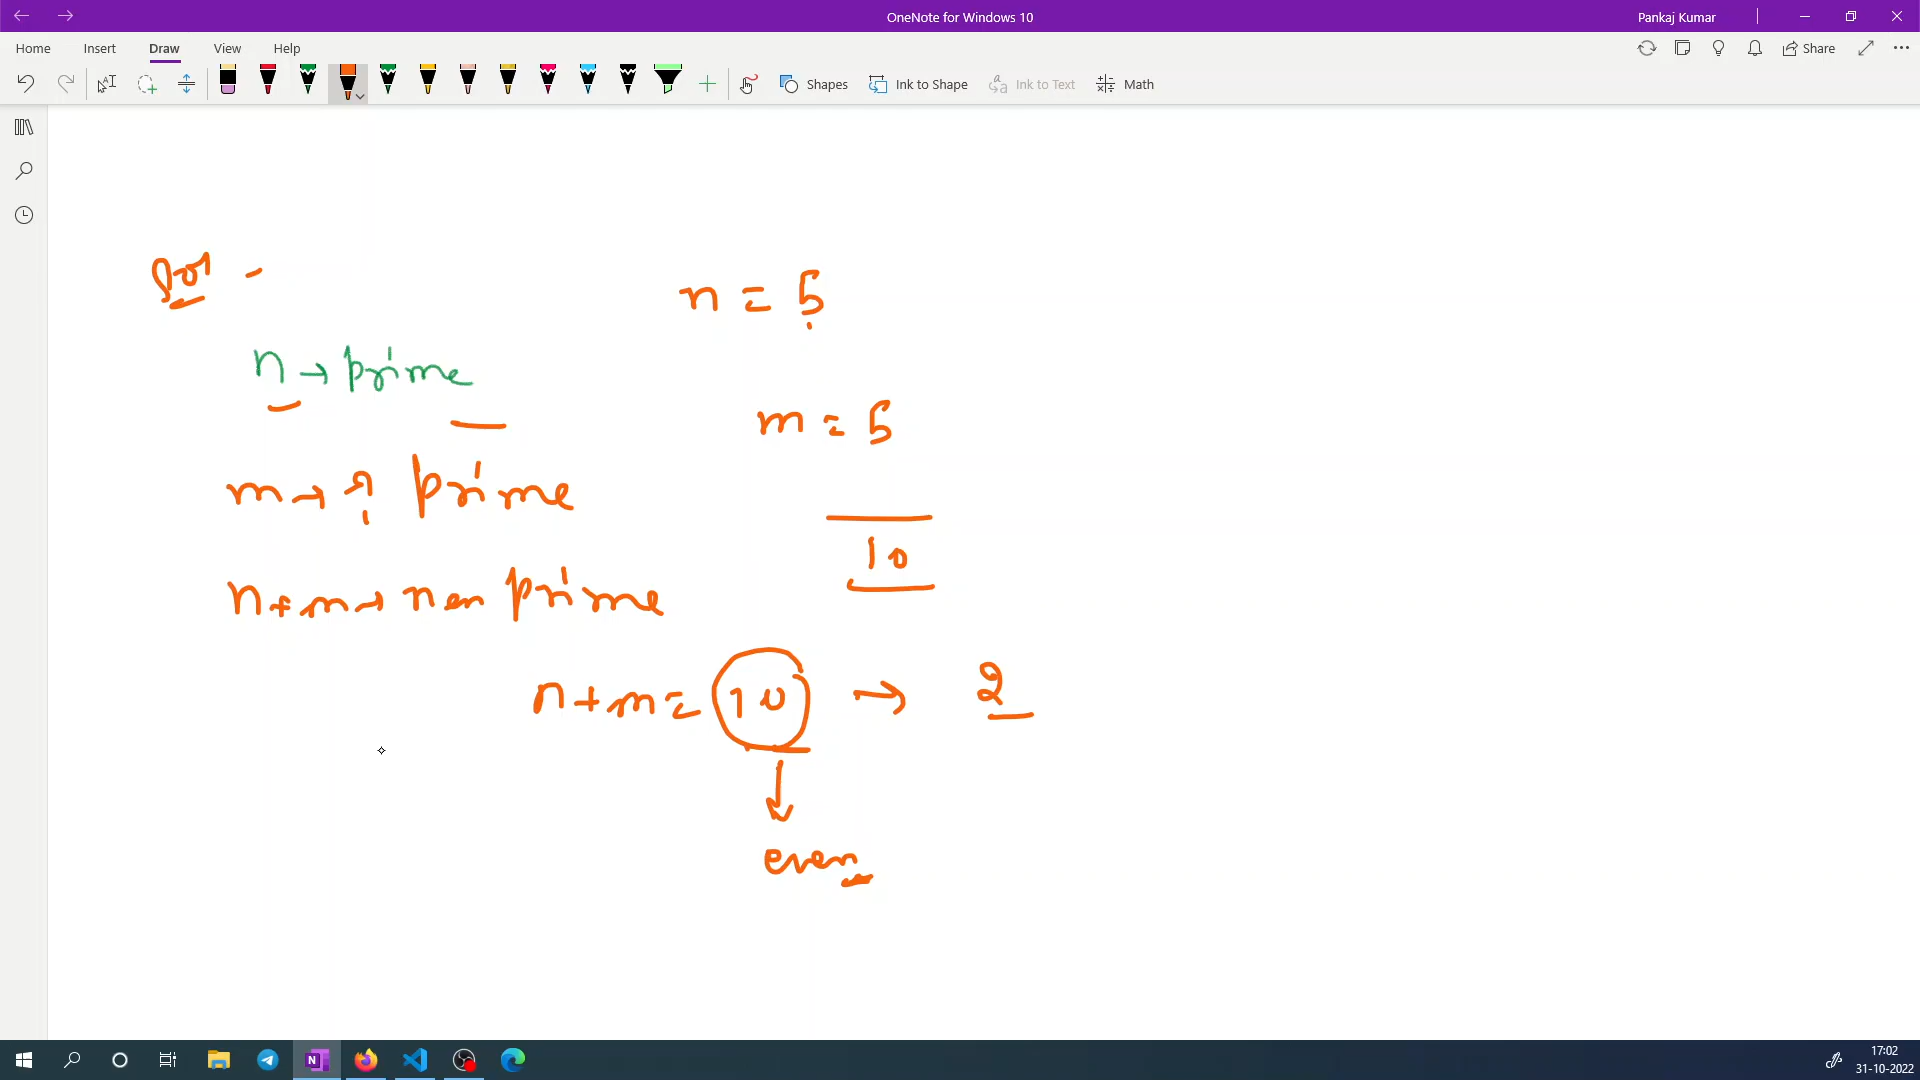 OneNote for Windows 10
Pankaj Kumar
Home Insert Draw View Help
Share
Shapes Ink to Shape Ink to Text Math
Sol -
n = 5
n → prime
m = 5
m → ? prime
10
n+m → non prime
n+m = 10 → 2
even
17:02
31-10-2022